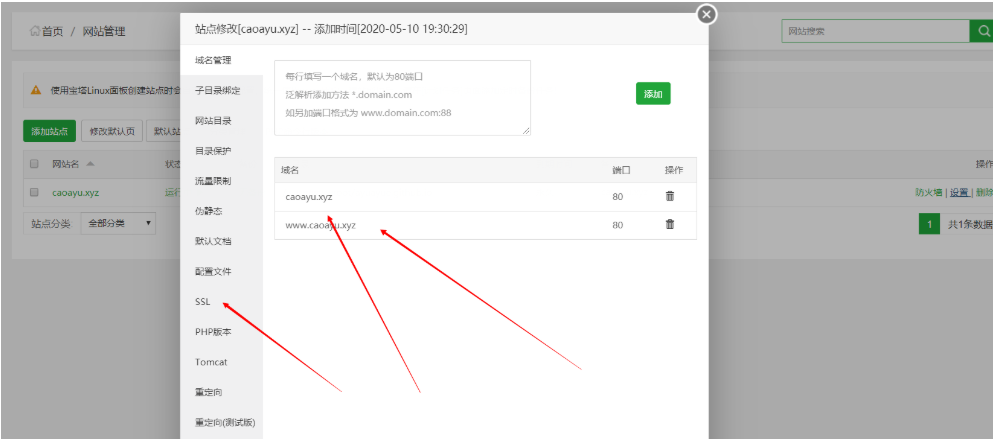 首页 / 网站管理
网站搜索
使用宝塔Linux面板创建站点时会
添加站点 修改默认页 默认站
网站名 状态 操作
caoayu.xyz 运行 防火墙 | 设置 | 删除
站点分类 全部分类 1 共1条数据
站点修改[caoayu.xyz] -- 添加时间[2020-05-10 19:30:29]
域名管理
子目录绑定
网站目录
目录保护
流量限制
伪静态
默认文档
配置文件
SSL
PHP版本
Tomcat
重定向
重定向(测试版)
每行填写一个域名，默认为80端口
泛解析添加方法 *.domain.com
如另加端口格式为 www.domain.com:88
添加
域名 端口 操作
caoayu.xyz 80
www.caoayu.xyz 80